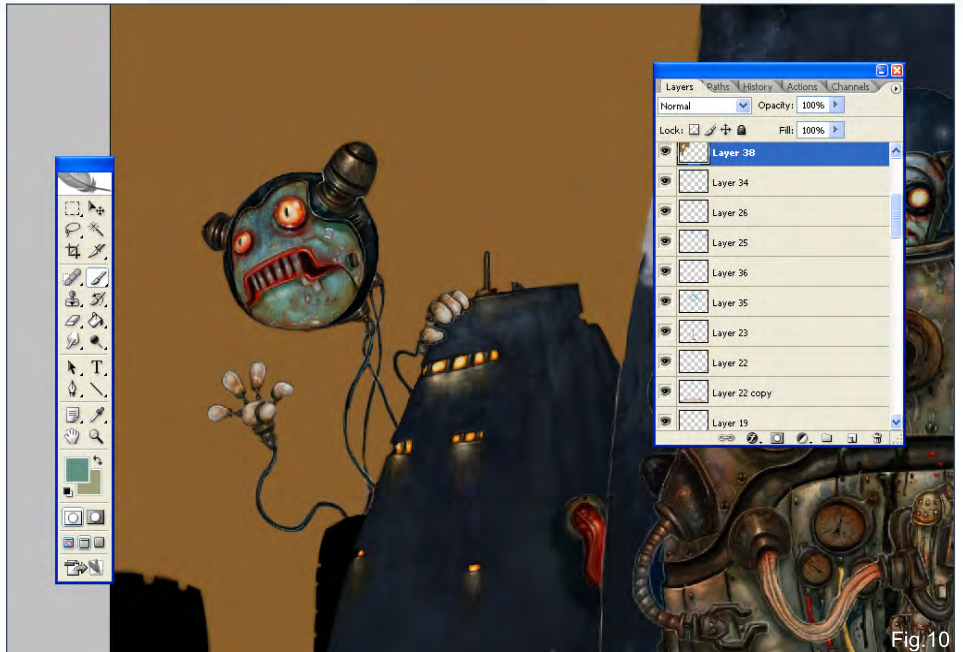 Layers Paths History Actions Channels
Normal Opacity: 100%
Lock: Fill: 100%
Layer 38
Layer 34
Layer 26
Layer 25
Layer 36
Layer 35
Layer 23
Layer 22
Layer 22 copy
Layer 19
T
Fig.10